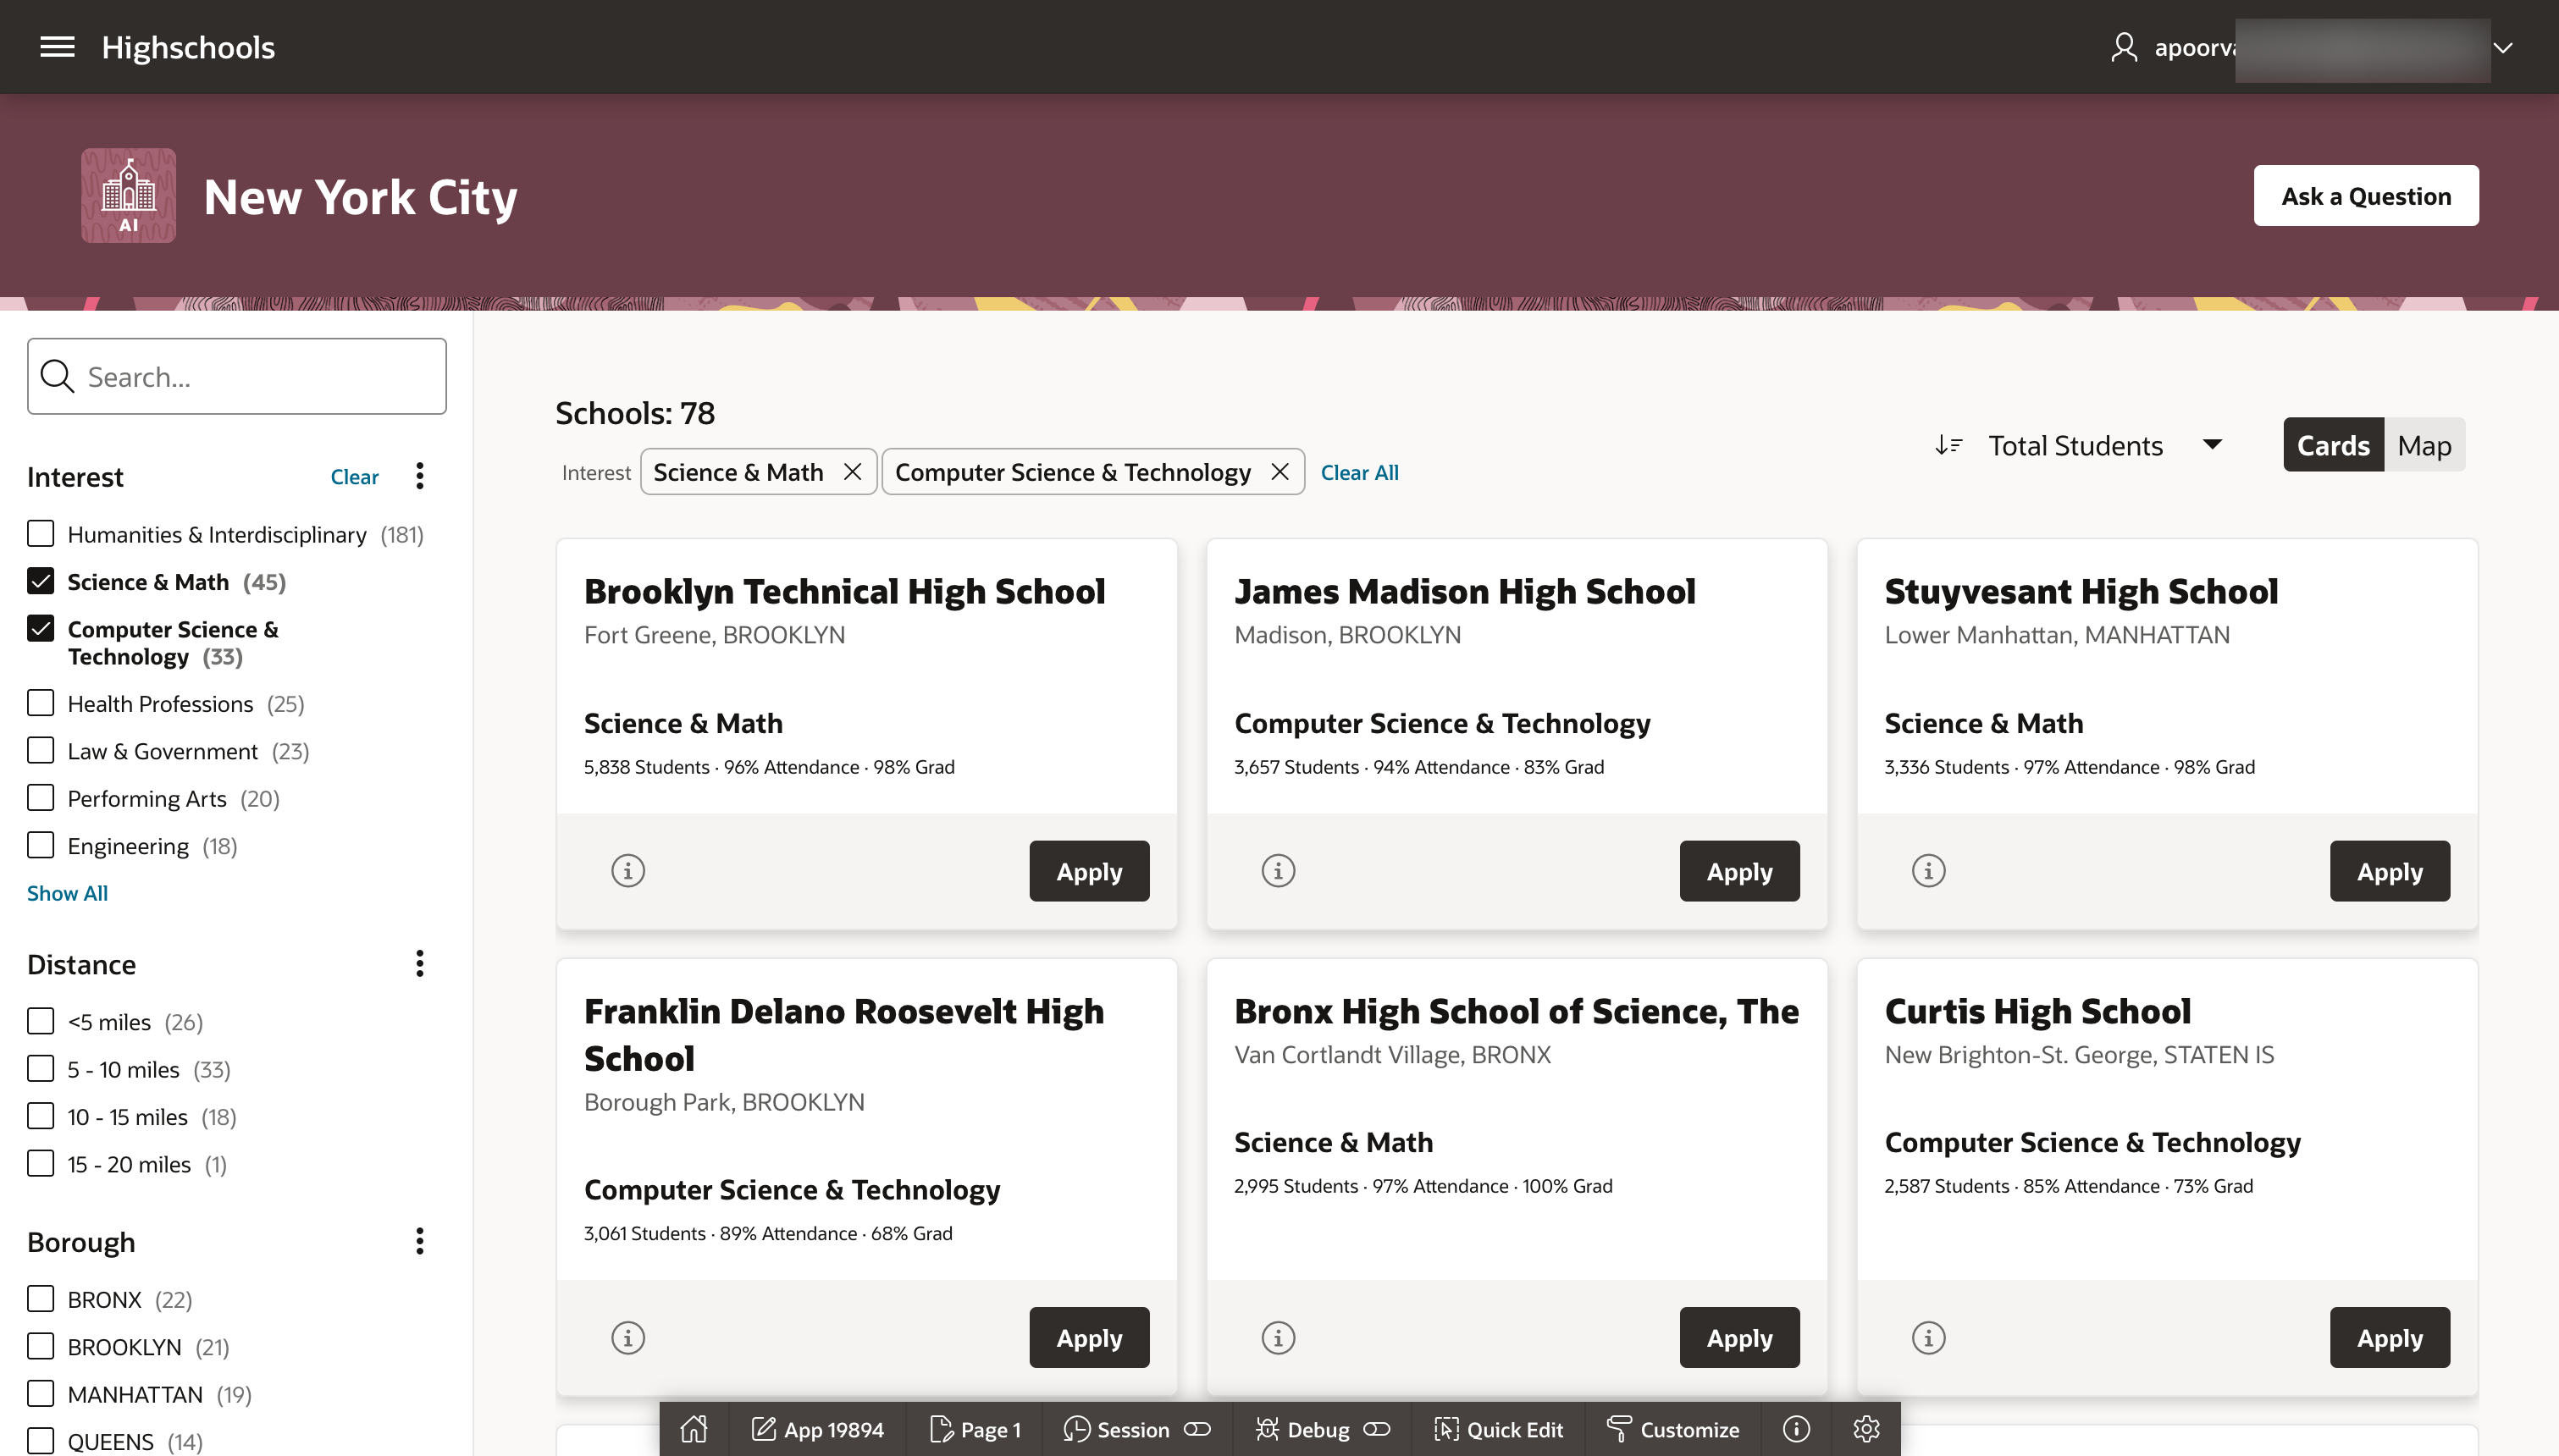 Highschools
New York City
AI
Ask a Question
Search...
Interest
Clear
Humanities & Interdisciplinary (181)
Science & Math (45)
Computer Science &
Technology (33)
Health Professions (25)
Law & Government (23)
Performing Arts (20)
Engineering (18)
Show All
Distance
<5 miles (26)
5 - 10 miles (33)
10 - 15 miles (18)
15 - 20 miles (1)
Borough
BRONX (22)
BROOKLYN (21)
MANHATTAN (19)
QUEENS (14)
Schools: 78
Interest Science & Math Computer Science & Technology Clear All
Total Students
Cards Map
Brooklyn Technical High School
Fort Greene, BROOKLYN
Science & Math
5,838 Students · 96% Attendance · 98% Grad
Apply
James Madison High School
Madison, BROOKLYN
Computer Science & Technology
3,657 Students · 94% Attendance · 83% Grad
Apply
Stuyvesant High School
Lower Manhattan, MANHATTAN
Science & Math
3,336 Students · 97% Attendance · 98% Grad
Apply
Franklin Delano Roosevelt High
School
Borough Park, BROOKLYN
Computer Science & Technology
3,061 Students · 89% Attendance · 68% Grad
Apply
Bronx High School of Science, The
Van Cortlandt Village, BRONX
Science & Math
2,995 Students · 97% Attendance · 100% Grad
Apply
Curtis High School
New Brighton-St. George, STATEN IS
Computer Science & Technology
2,587 Students · 85% Attendance · 73% Grad
Apply
App 19894 Page 1 Session Debug Quick Edit Customize